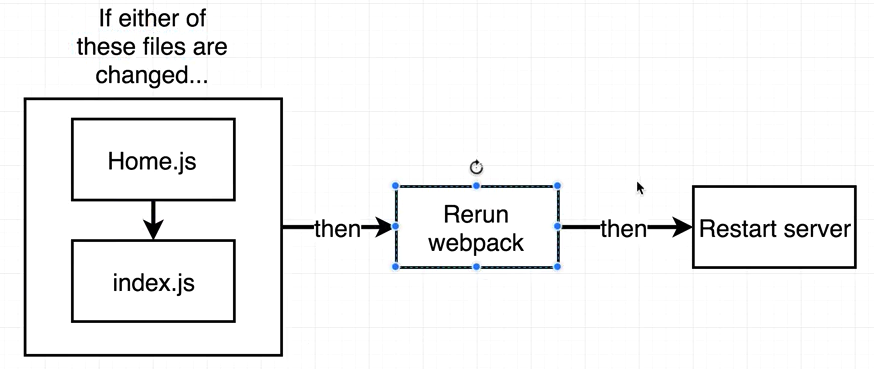 If either of
these files are
changed...
Home.js
index.js
then
Rerun
webpack
then
Restart server